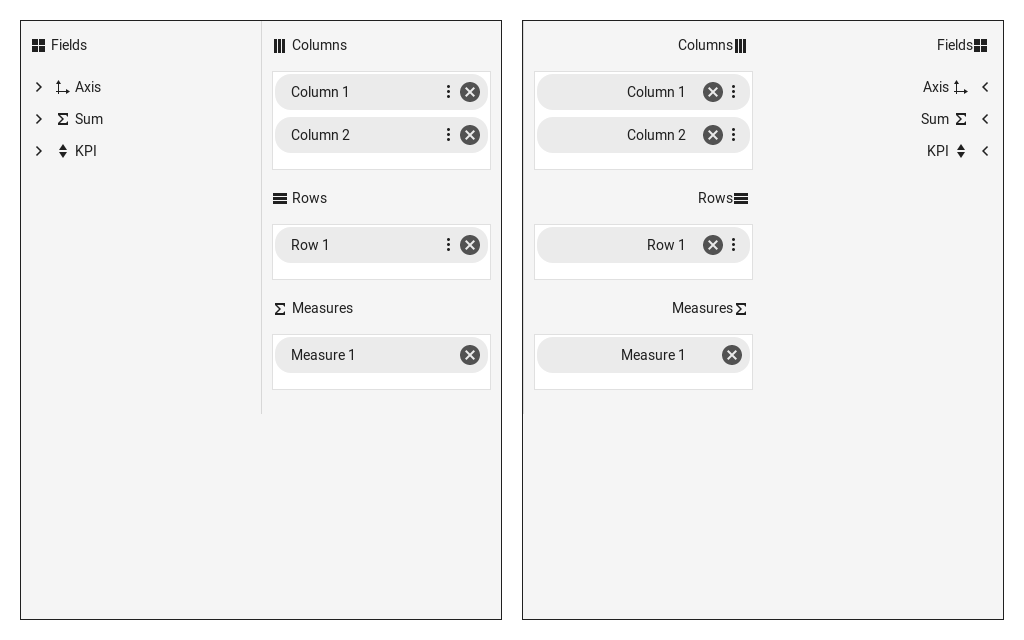 Fields
Axis
Sum
KPI
Columns
Column 1
Column 2
Rows
Row 1
Measures
Measure 1
Columns
Column 1
Column 2
Rows
Row 1
Measures
Measure 1
Fields
Axis
Sum
KPI